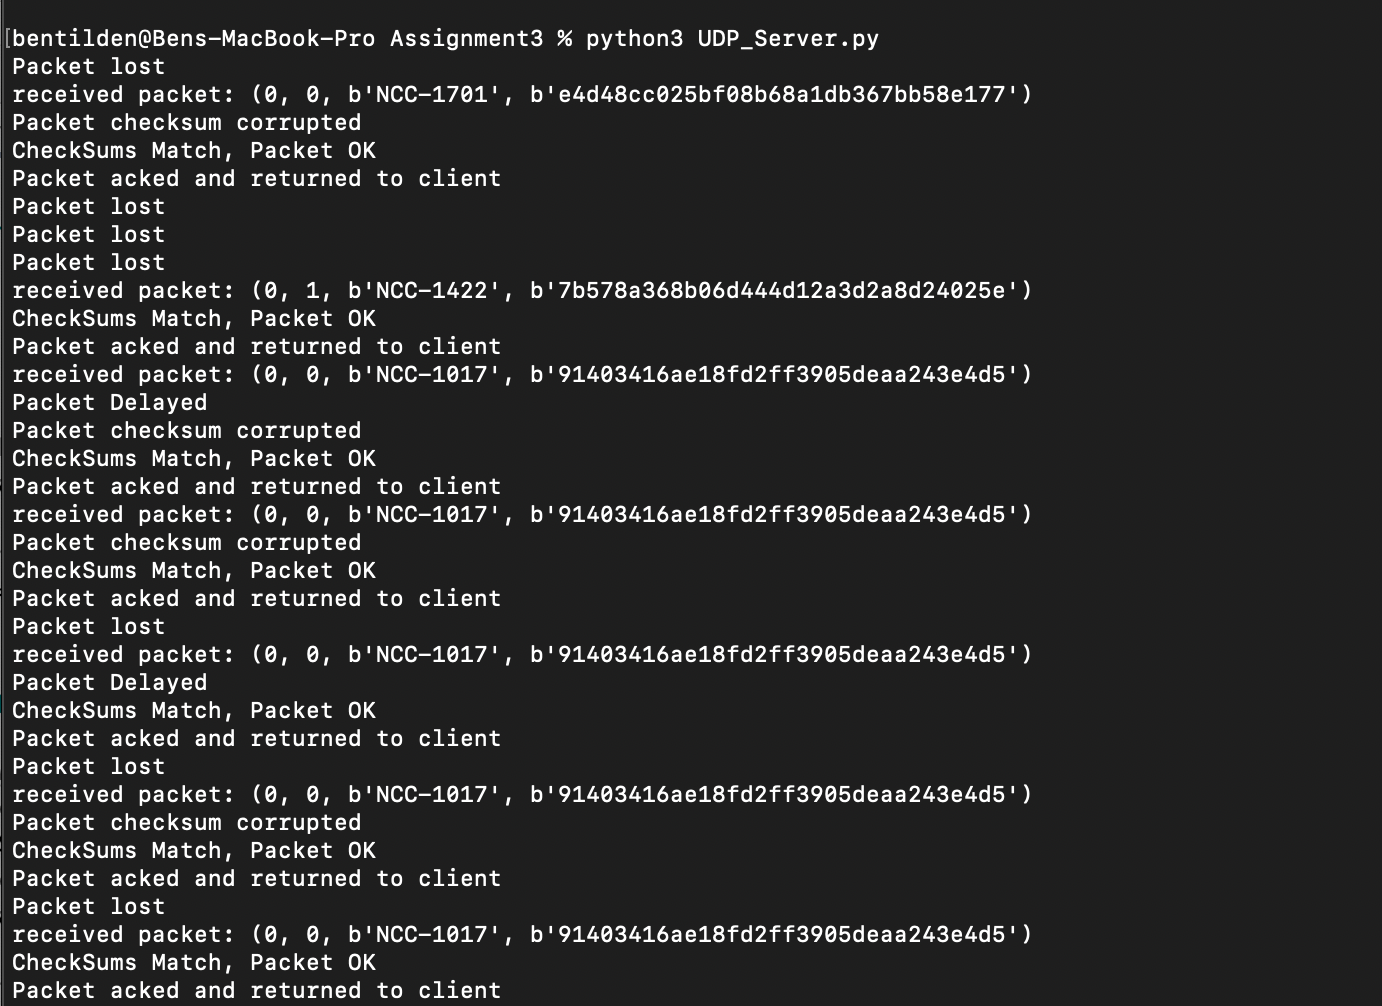 [bentilden@Bens-MacBook-Pro Assignment3 % python3 UDP_Server.py
Packet lost
received packet: (0, 0, b'NCC-1701', b'e4d48cc025bf08b68a1db367bb58e177')
Packet checksum corrupted
CheckSums Match, Packet OK
Packet acked and returned to client
Packet lost
Packet lost
Packet lost
received packet: (0, 1, b'NCC-1422', b'7b578a368b06d444d12a3d2a8d24025e')
CheckSums Match, Packet OK
Packet acked and returned to client
received packet: (0, 0, b'NCC-1017', b'91403416ae18fd2ff3905deaa243e4d5')
Packet Delayed
Packet checksum corrupted
CheckSums Match, Packet OK
Packet acked and returned to client
received packet: (0, 0, b'NCC-1017', b'91403416ae18fd2ff3905deaa243e4d5')
Packet checksum corrupted
CheckSums Match, Packet OK
Packet acked and returned to client
Packet lost
received packet: (0, 0, b'NCC-1017', b'91403416ae18fd2ff3905deaa243e4d5')
Packet Delayed
CheckSums Match, Packet OK
Packet acked and returned to client
Packet lost
received packet: (0, 0, b'NCC-1017', b'91403416ae18fd2ff3905deaa243e4d5')
Packet checksum corrupted
CheckSums Match, Packet OK
Packet acked and returned to client
Packet lost
received packet: (0, 0, b'NCC-1017', b'91403416ae18fd2ff3905deaa243e4d5')
CheckSums Match, Packet OK
Packet acked and returned to client